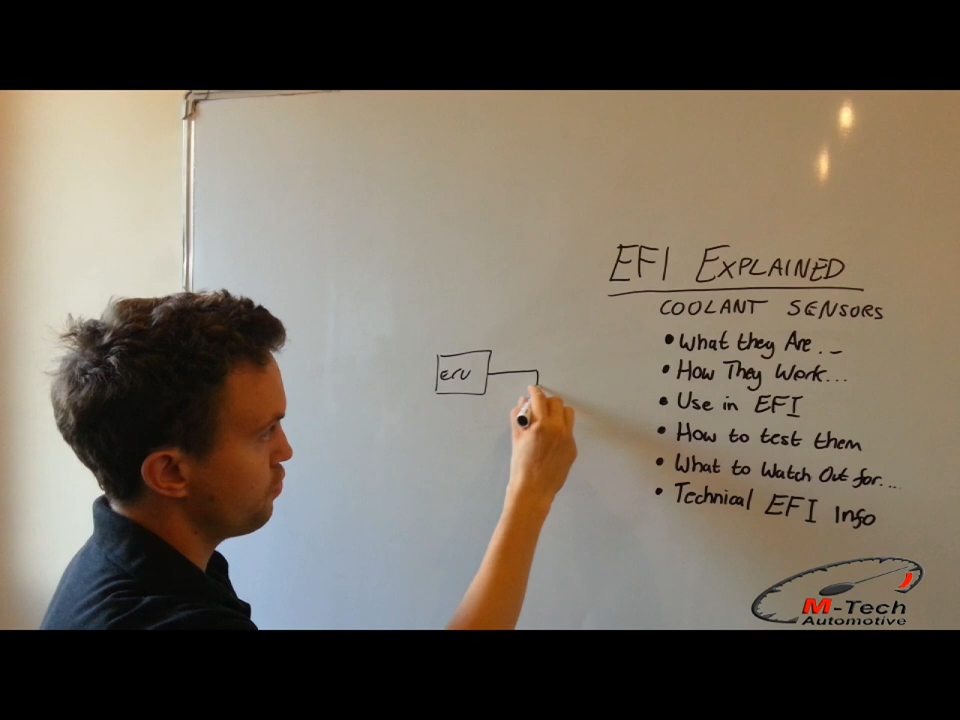 EFI EXPLAINED
COOLANT SENSORS
• What they Are...
• How They Work...
• Use in EFI
• How to test them
• What to Watch Out for...
• Technical EFI Info
ecu
M-Tech
Automotive